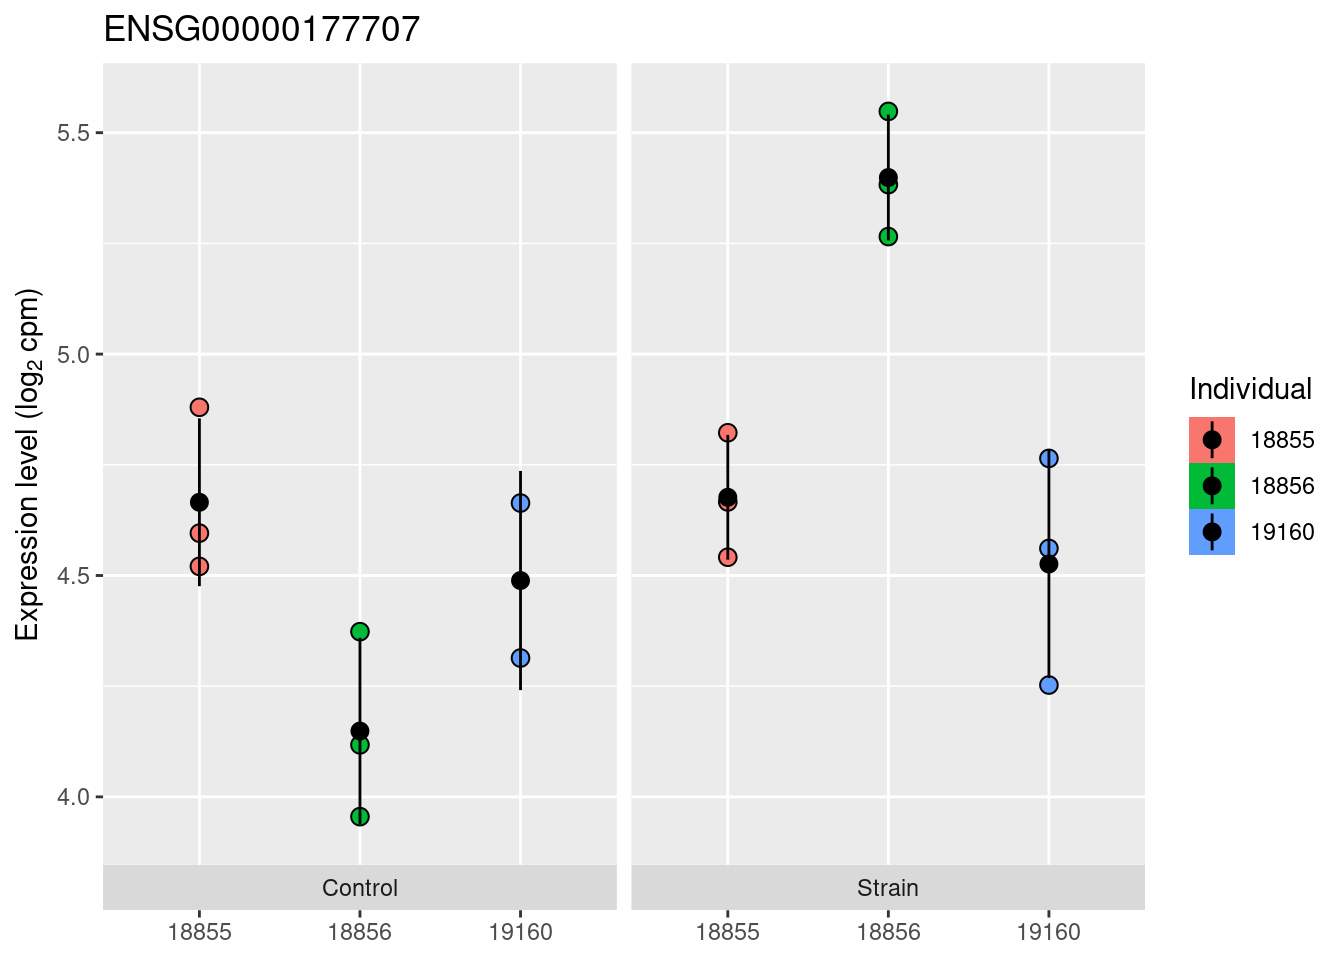 ENSG00000177707
Expression level (log₂ cpm)
5.5
5.0
4.5
4.0
Control
Strain
18855
18856
19160
18855
18856
19160
Individual
18855
18856
19160